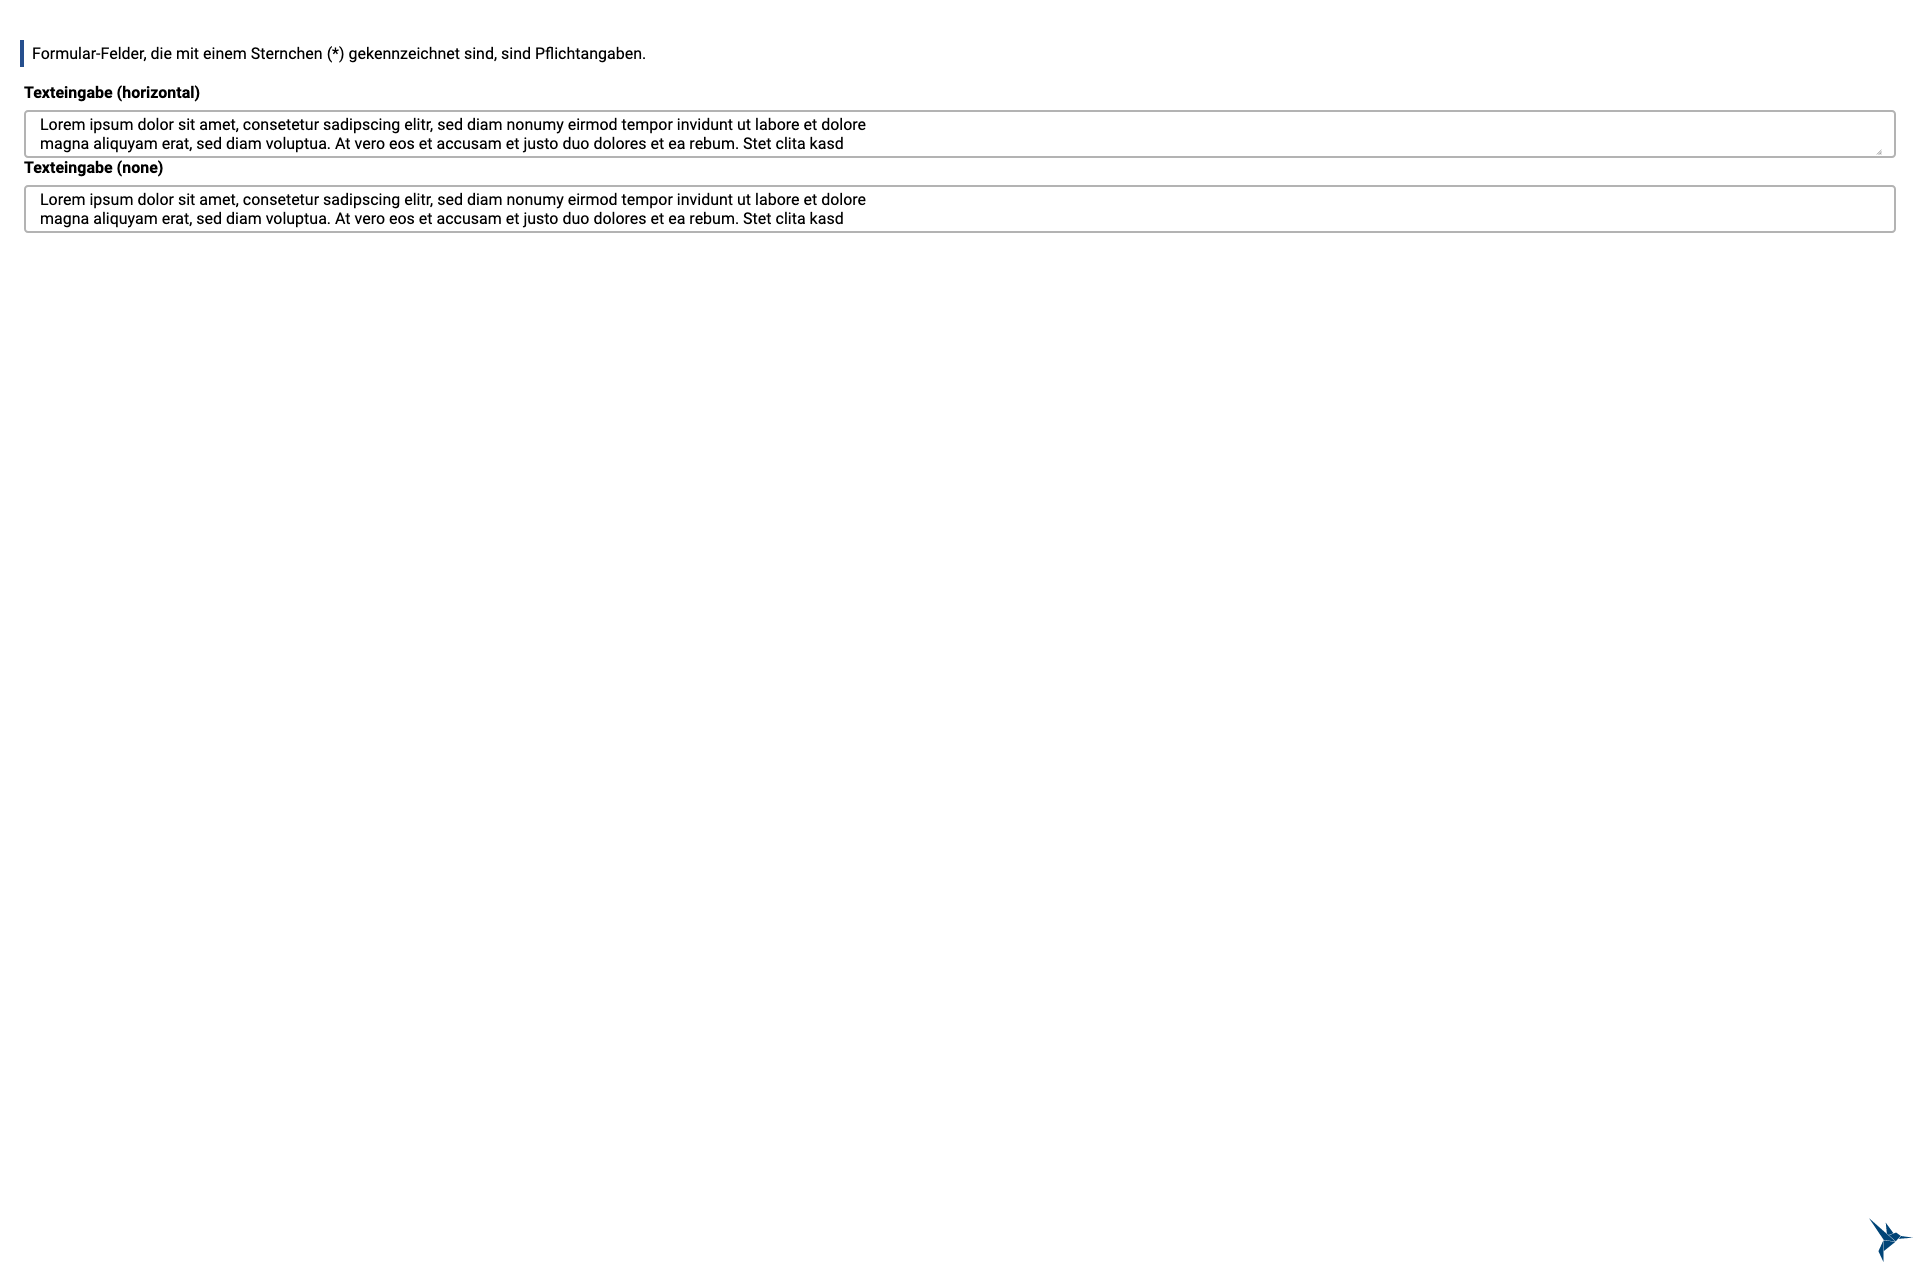 Formular-Felder, die mit einem Sternchen (*) gekennzeichnet sind, sind Pflichtangaben.
Texteingabe (horizontal)
Lorem ipsum dolor sit amet, consetetur sadipscing elitr, sed diam nonumy eirmod tempor invidunt ut labore et dolore
magna aliquyam erat, sed diam voluptua. At vero eos et accusam et justo duo dolores et ea rebum. Stet clita kasd
Texteingabe (none)
Lorem ipsum dolor sit amet, consetetur sadipscing elitr, sed diam nonumy eirmod tempor invidunt ut labore et dolore
magna aliquyam erat, sed diam voluptua. At vero eos et accusam et justo duo dolores et ea rebum. Stet clita kasd